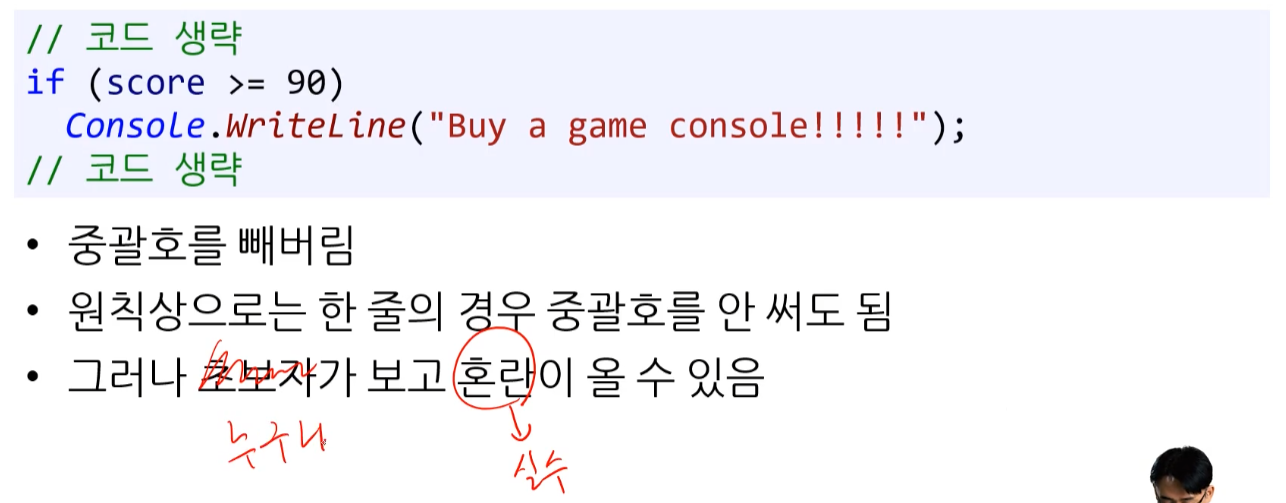 // 코드 생략
if (score >= 90)
  Console.WriteLine("Buy a game console!!!!!");
// 코드 생략
• 중괄호를 빼버림
• 원칙상으로는 한 줄의 경우 중괄호를 안 써도 됨
• 그러나 초보자가 보고 혼란이 올 수 있음
누구나
실수